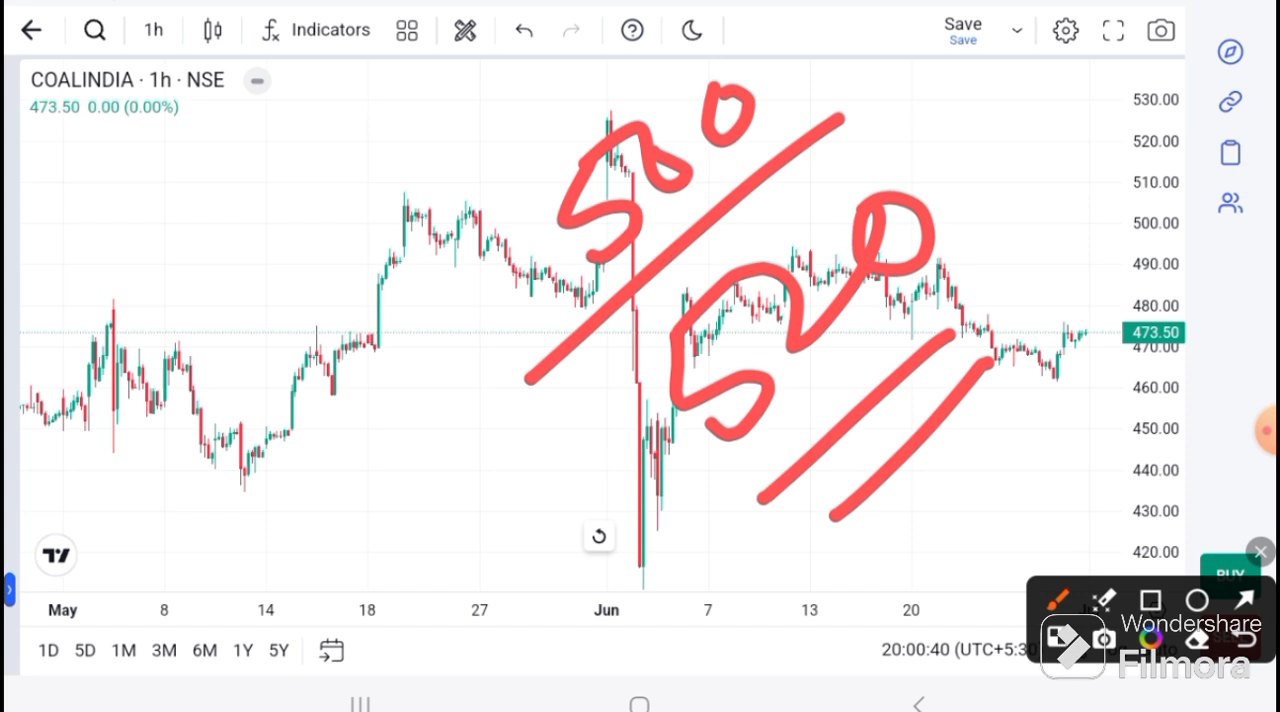 1h
Indicators
Save
Save
COALINDIA · 1h · NSE
473.50 0.00 (0.00%)
530.00
520.00
510.00
500.00
490.00
480.00
473.50
470.00
460.00
450.00
440.00
430.00
420.00
500
520
BUY
May 8 14 18 27 Jun 7 13 20
1D 5D 1M 3M 6M 1Y 5Y
20:00:40 (UTC+5:30
Wondershare
Filmora